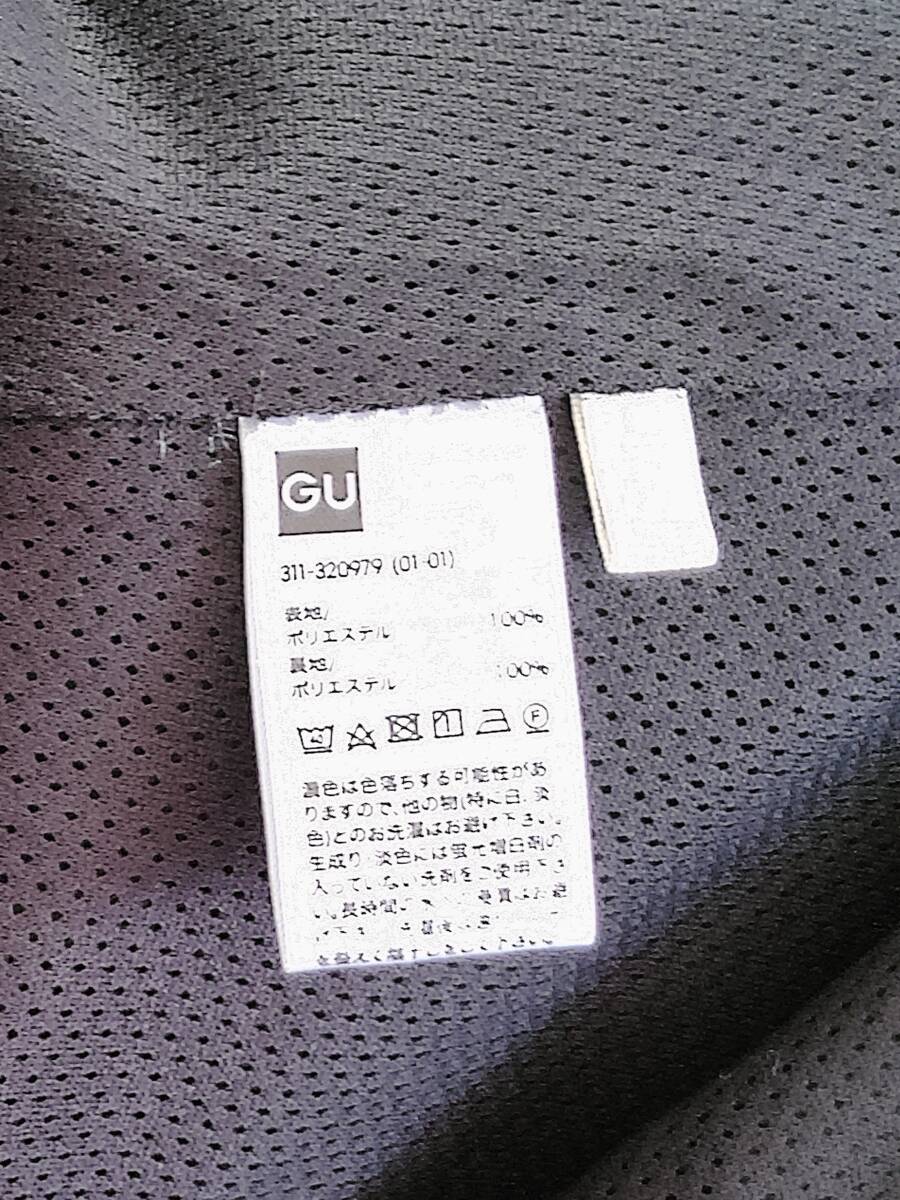 GU
311-320979 (01-01)
表地/
ポリエステル 100%
裏地/
ポリエステル 100%
F
濃色は色落ちする可能性があ
りますので、他の物(特に白、淡
色)とのお洗濯はお避け下さい。
生成り、淡色には蛍光増白剤の
入っていない洗剤をご使用下さ
い。長時間